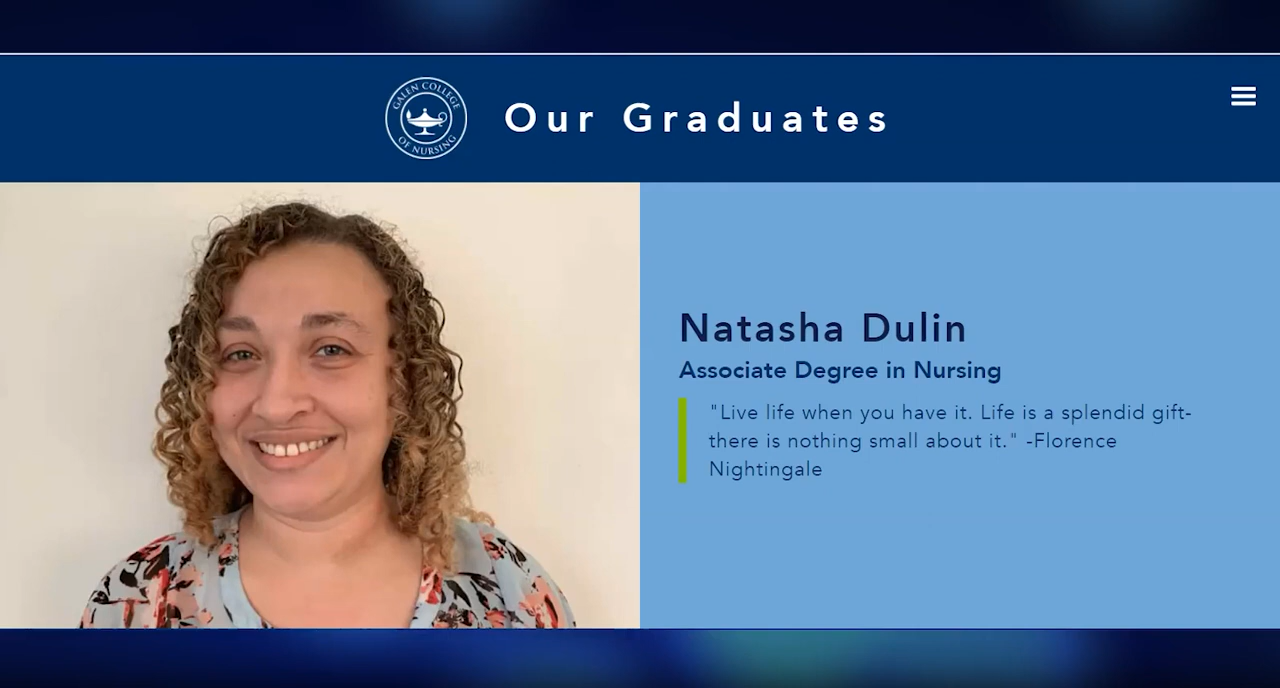 GALEN COLLEGE
OF NURSING
Our Graduates
Natasha Dulin
Associate Degree in Nursing
"Live life when you have it. Life is a splendid gift-
there is nothing small about it." -Florence
Nightingale